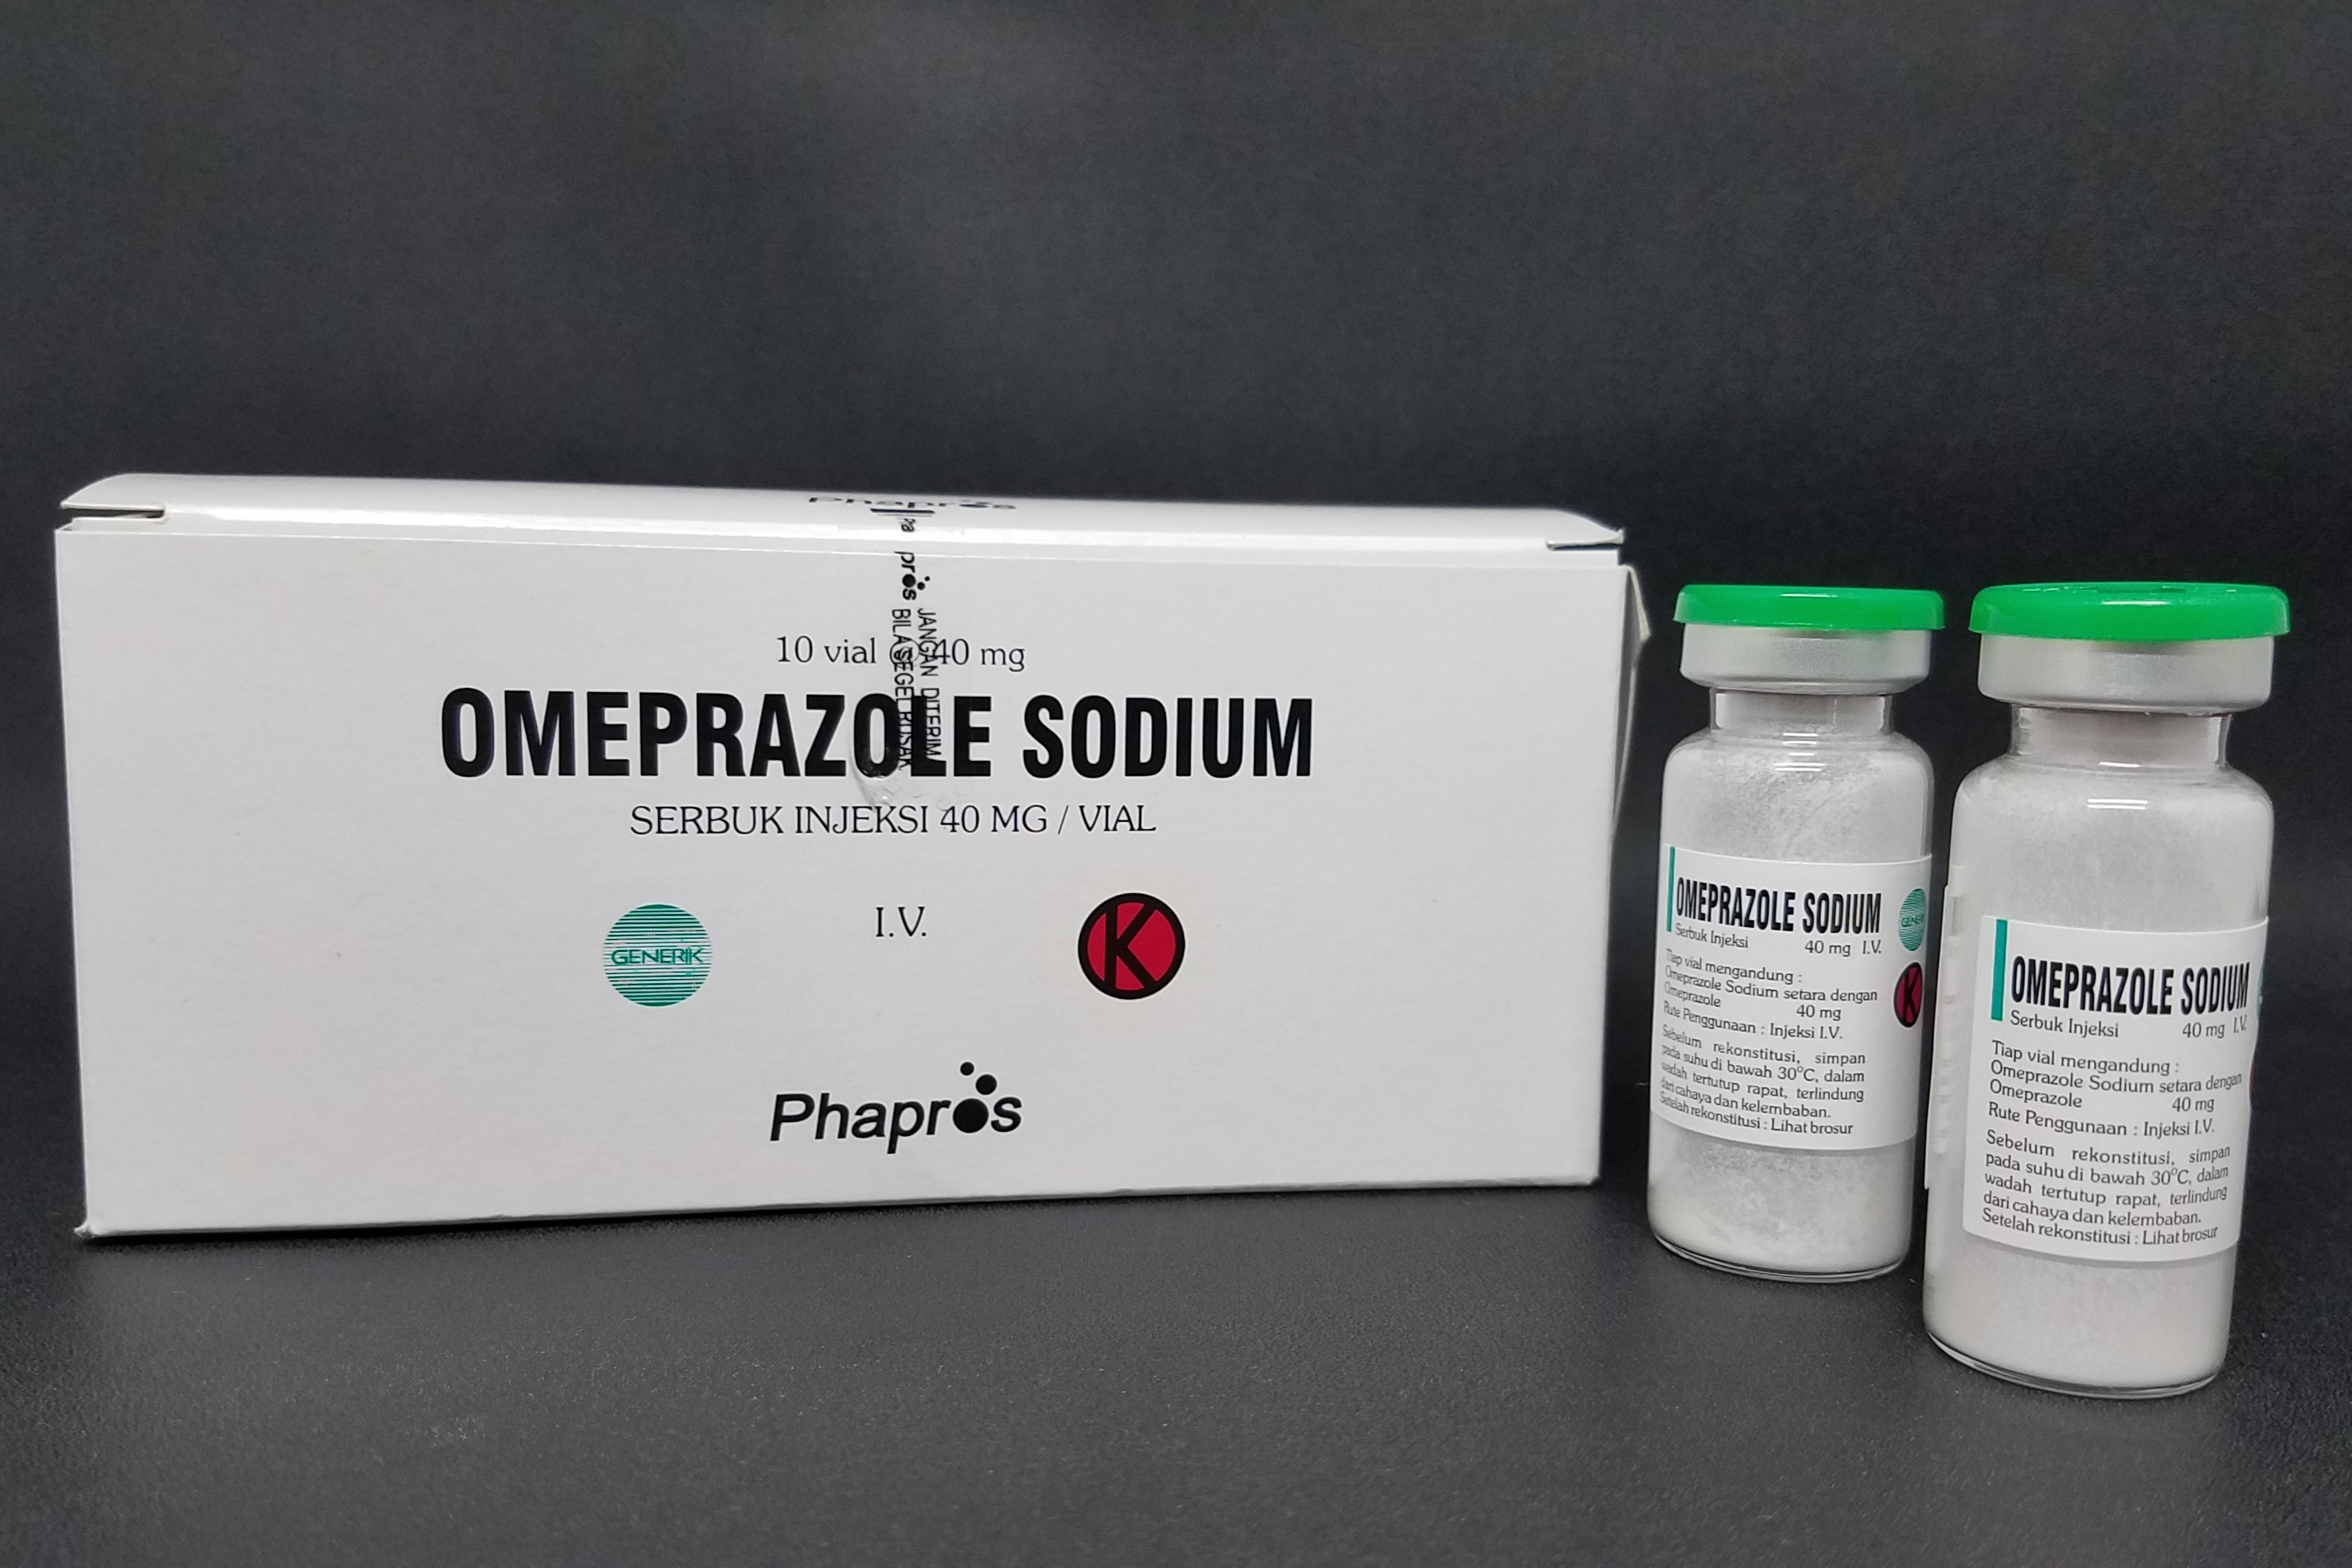 Phapros
pros
JANGAN DITERIMA
BILA SEGEL RUSAK
10 vial @ 40 mg
OMEPRAZOLE SODIUM
SERBUK INJEKSI 40 MG / VIAL
GENERIK
I.V.
K
Phapros
OMEPRAZOLE SODIUM
Serbuk Injeksi 40 mg I.V.
GENERIK
K
Tiap vial mengandung :
Omeprazole Sodium setara dengan
Omeprazole 40 mg
Rute Penggunaan : Injeksi I.V.
Sebelum rekonstitusi, simpan
pada suhu di bawah 30°C, dalam
wadah tertutup rapat, terlindung
dari cahaya dan kelembaban.
Setelah rekonstitusi : Lihat brosur
OMEPRAZOLE SODIUM
Serbuk Injeksi 40 mg I.V.
Tiap vial mengandung :
Omeprazole Sodium setara dengan
Omeprazole 40 mg
Rute Penggunaan : Injeksi I.V.
Sebelum rekonstitusi, simpan
pada suhu di bawah 30°C, dalam
wadah tertutup rapat, terlindung
dari cahaya dan kelembaban.
Setelah rekonstitusi : Lihat brosur